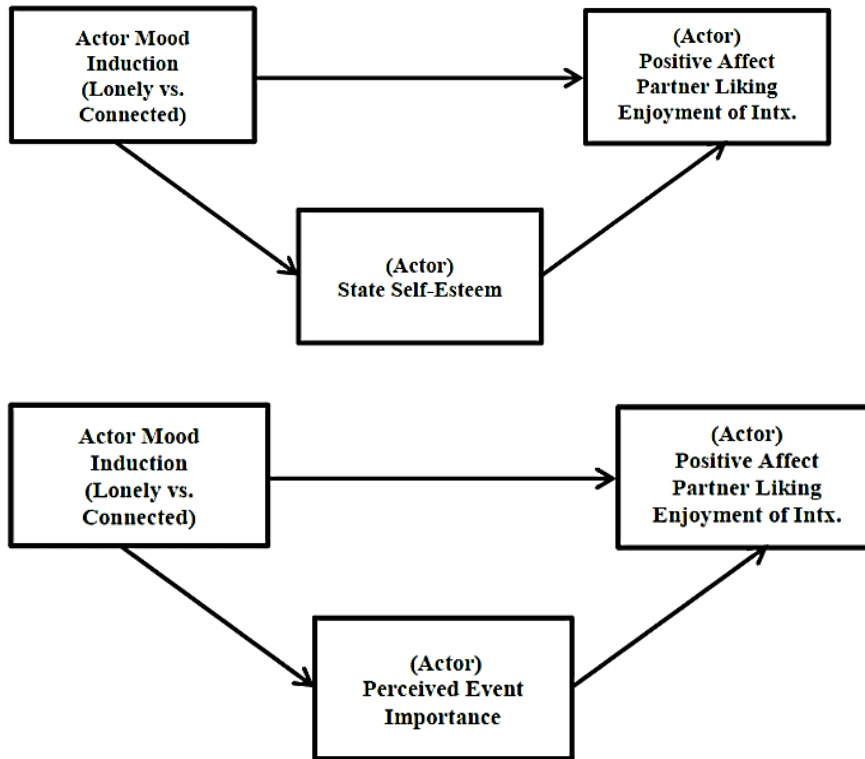 Actor Mood
Induction
(Lonely vs.
Connected)
(Actor)
Positive Affect
Partner Liking
Enjoyment of Intx.
(Actor)
State Self-Esteem
Actor Mood
Induction
(Lonely vs.
Connected)
(Actor)
Positive Affect
Partner Liking
Enjoyment of Intx.
(Actor)
Perceived Event
Importance